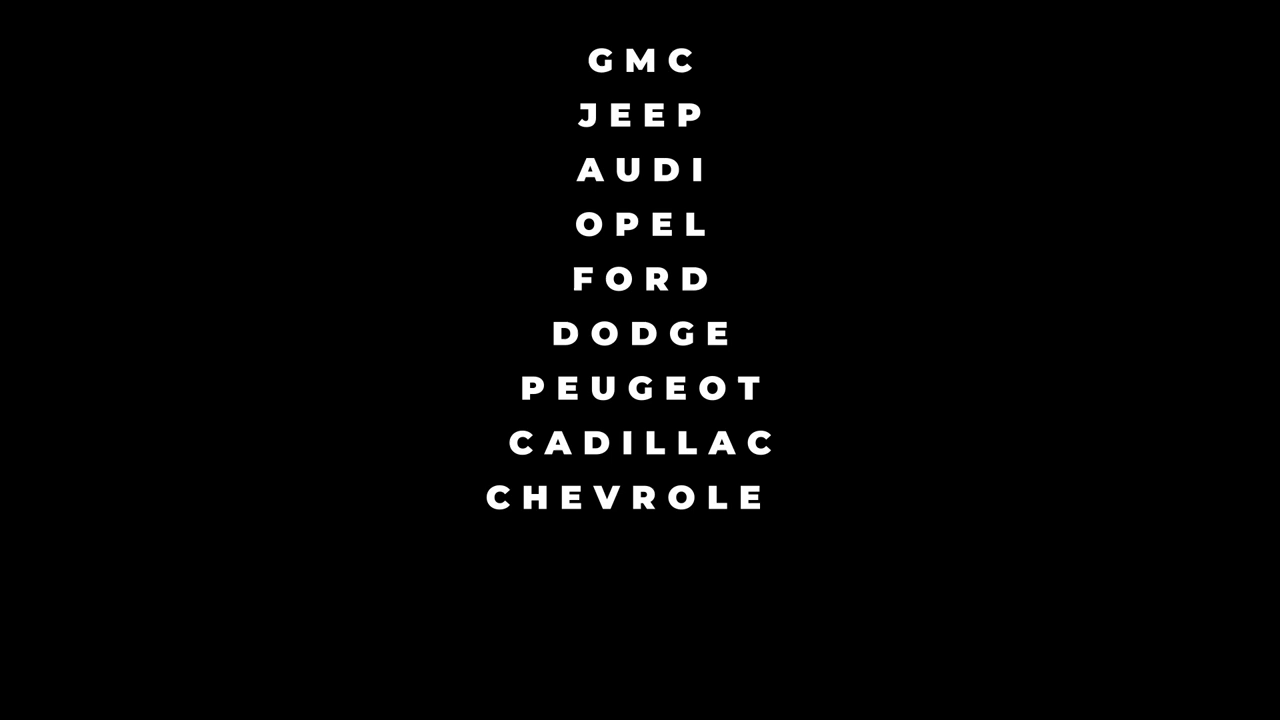 GMC
JEEP
AUDI
OPEL
FORD
DODGE
PEUGEOT
CADILLAC
CHEVROLE